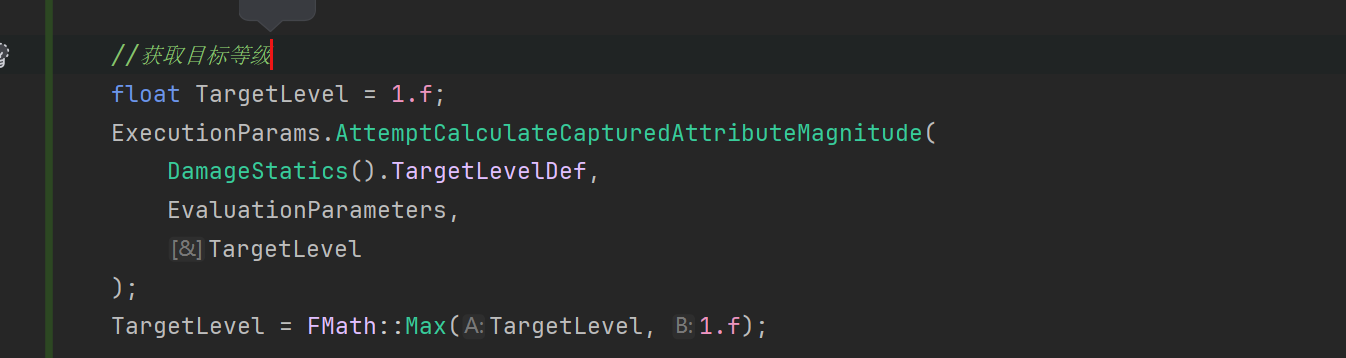 //获取目标等级
float TargetLevel = 1.f;
ExecutionParams.AttemptCalculateCapturedAttributeMagnitude(
DamageStatics().TargetLevelDef,
EvaluationParameters,
[&]TargetLevel
);
TargetLevel = FMath::Max(A:TargetLevel, B:1.f);